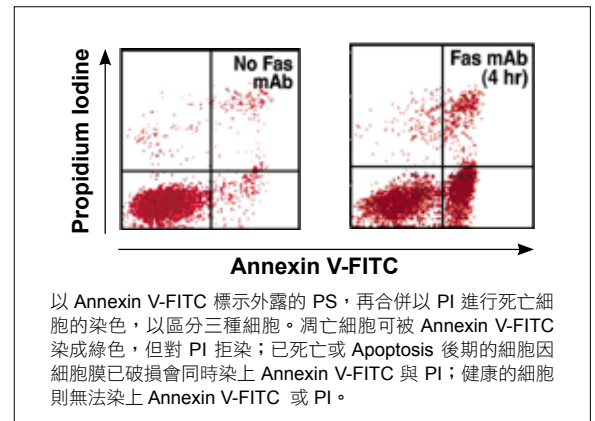 No Fas
mAb
Fas mAb
(4 hr)
Propidium Iodine
Annexin V-FITC
以 Annexin V-FITC 標示外露的 PS,再合併以 PI 進行死亡細
胞的染色,以區分三種細胞。凋亡細胞可被 Annexin V-FITC
染成綠色,但對 PI 拒染;已死亡或 Apoptosis 後期的細胞因
細胞膜已破損會同時染上 Annexin V-FITC 與 PI;健康的細胞
則無法染上 Annexin V-FITC 或 PI。